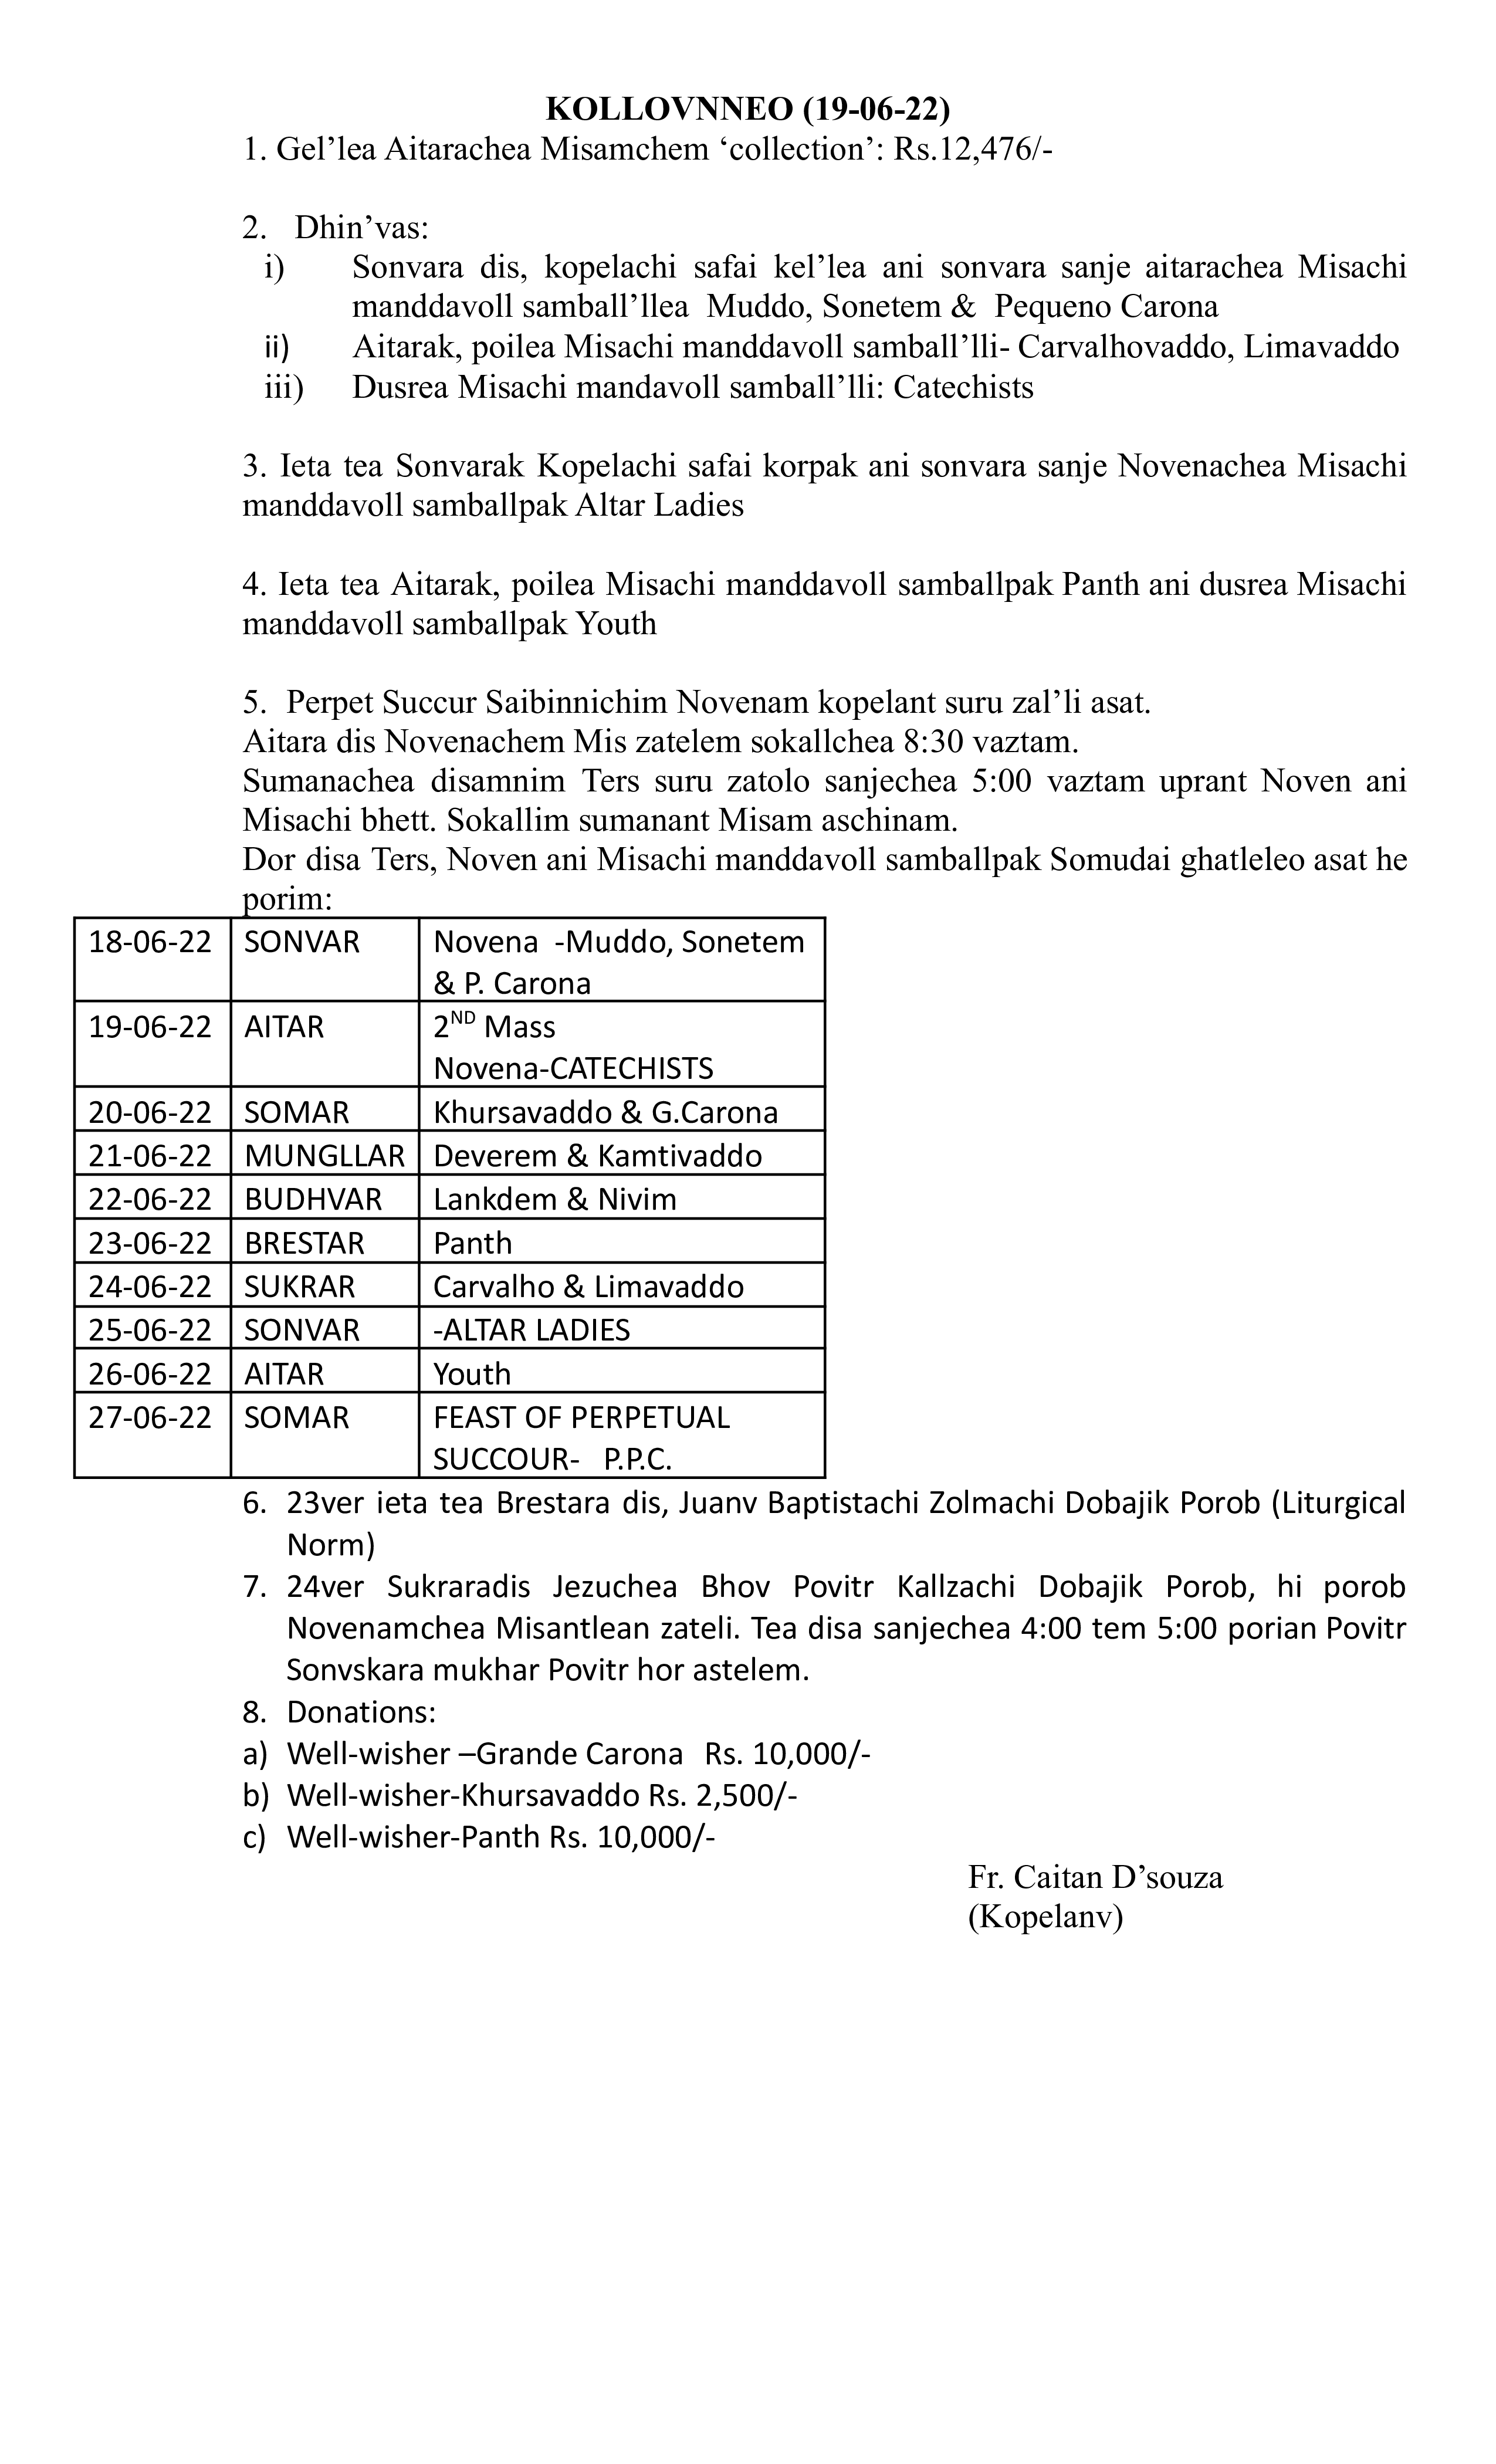 KOLLOVNNEO (19-06-22)
1. Gel’lea Aitarachea Misamchem ‘collection’: Rs.12,476/-
2. Dhin’vas:
i) Sonvara dis, kopelachi safai kel’lea ani sonvara sanje aitarachea Misachi
manddavoll samball’llea Muddo, Sonetem & Pequeno Carona
ii) Aitarak, poilea Misachi manddavoll samball’lli- Carvalhovaddo, Limavaddo
iii) Dusrea Misachi mandavoll samball’lli: Catechists
3. Ieta tea Sonvarak Kopelachi safai korpak ani sonvara sanje Novenachea Misachi
manddavoll samballpak Altar Ladies
4. Ieta tea Aitarak, poilea Misachi manddavoll samballpak Panth ani dusrea Misachi
manddavoll samballpak Youth
5. Perpet Succur Saibinnichim Novenam kopelant suru zal’li asat.
Aitara dis Novenachem Mis zatelem sokallchea 8:30 vaztam.
Sumanachea disamnim Ters suru zatolo sanjechea 5:00 vaztam uprant Noven ani
Misachi bhett. Sokallim sumanant Misam aschinam.
Dor disa Ters, Noven ani Misachi manddavoll samballpak Somudai ghatleleo asat he
porim:
18-06-22 SONVAR Novena -Muddo, Sonetem
& P. Carona
19-06-22 AITAR 2ND Mass
Novena-CATECHISTS
20-06-22 SOMAR Khursavaddo & G.Carona
21-06-22 MUNGLLAR Deverem & Kamtivaddo
22-06-22 BUDHVAR Lankdem & Nivim
23-06-22 BRESTAR Panth
24-06-22 SUKRAR Carvalho & Limavaddo
25-06-22 SONVAR -ALTAR LADIES
26-06-22 AITAR Youth
27-06-22 SOMAR FEAST OF PERPETUAL
SUCCOUR- P.P.C.
6. 23ver ieta tea Brestara dis, Juanv Baptistachi Zolmachi Dobajik Porob (Liturgical
Norm)
7. 24ver Sukraradis Jezuchea Bhov Povitr Kallzachi Dobajik Porob, hi porob
Novenamchea Misantlean zateli. Tea disa sanjechea 4:00 tem 5:00 porian Povitr
Sonvskara mukhar Povitr hor astelem.
8. Donations:
a) Well-wisher –Grande Carona Rs. 10,000/-
b) Well-wisher-Khursavaddo Rs. 2,500/-
c) Well-wisher-Panth Rs. 10,000/-
Fr. Caitan D’souza
(Kopelanv)